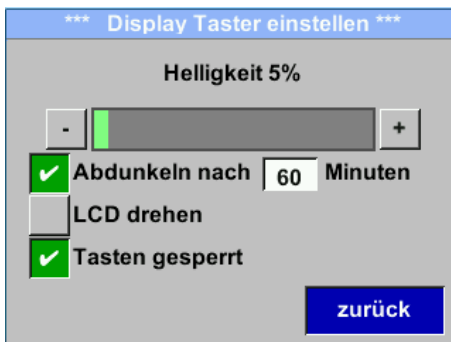 *** Display Taster einstellen ***
Helligkeit 5%
- +
Abdunkeln nach 60 Minuten
LCD drehen
Tasten gesperrt
zurück